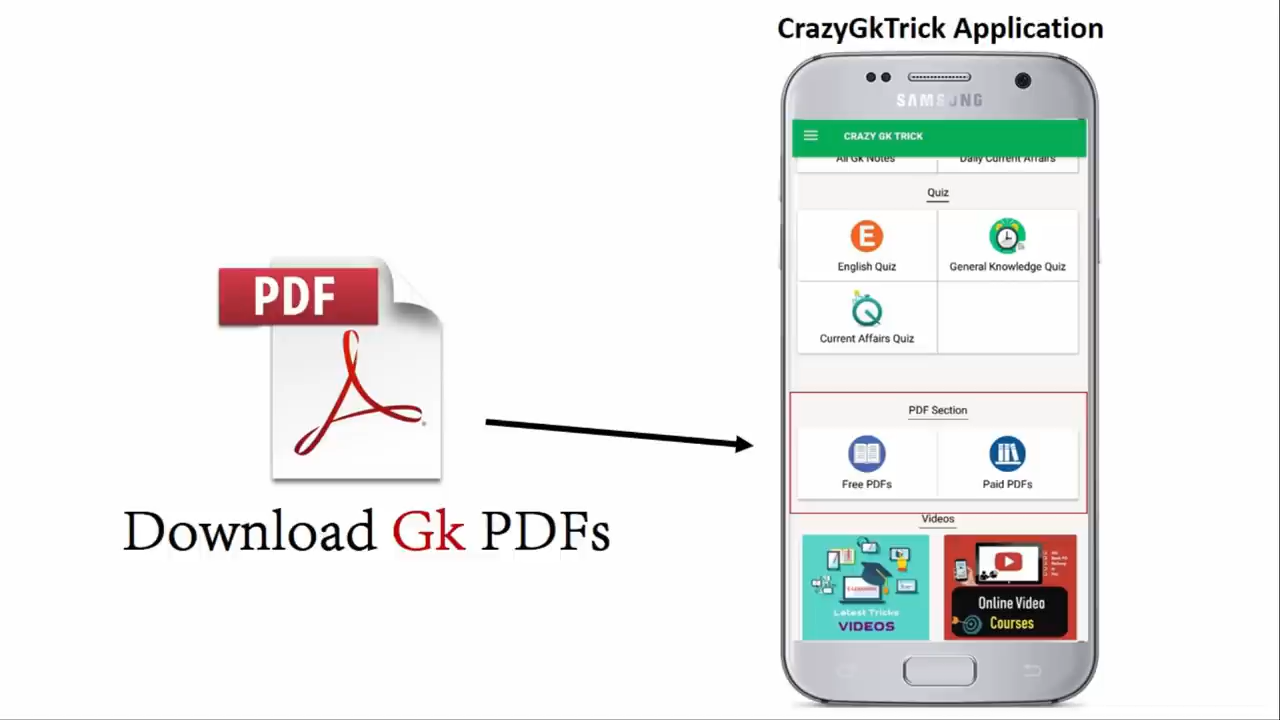 CrazyGkTrick Application
SAMSUNG
CRAZY GK TRICK
All Gk Notes
Daily Current Affairs
Quiz
English Quiz
General Knowledge Quiz
Current Affairs Quiz
PDF Section
Free PDFs
Paid PDFs
Videos
E-LEARNING
Latest Tricks
VIDEOS
Online Video
Courses
PDF
Download Gk PDFs